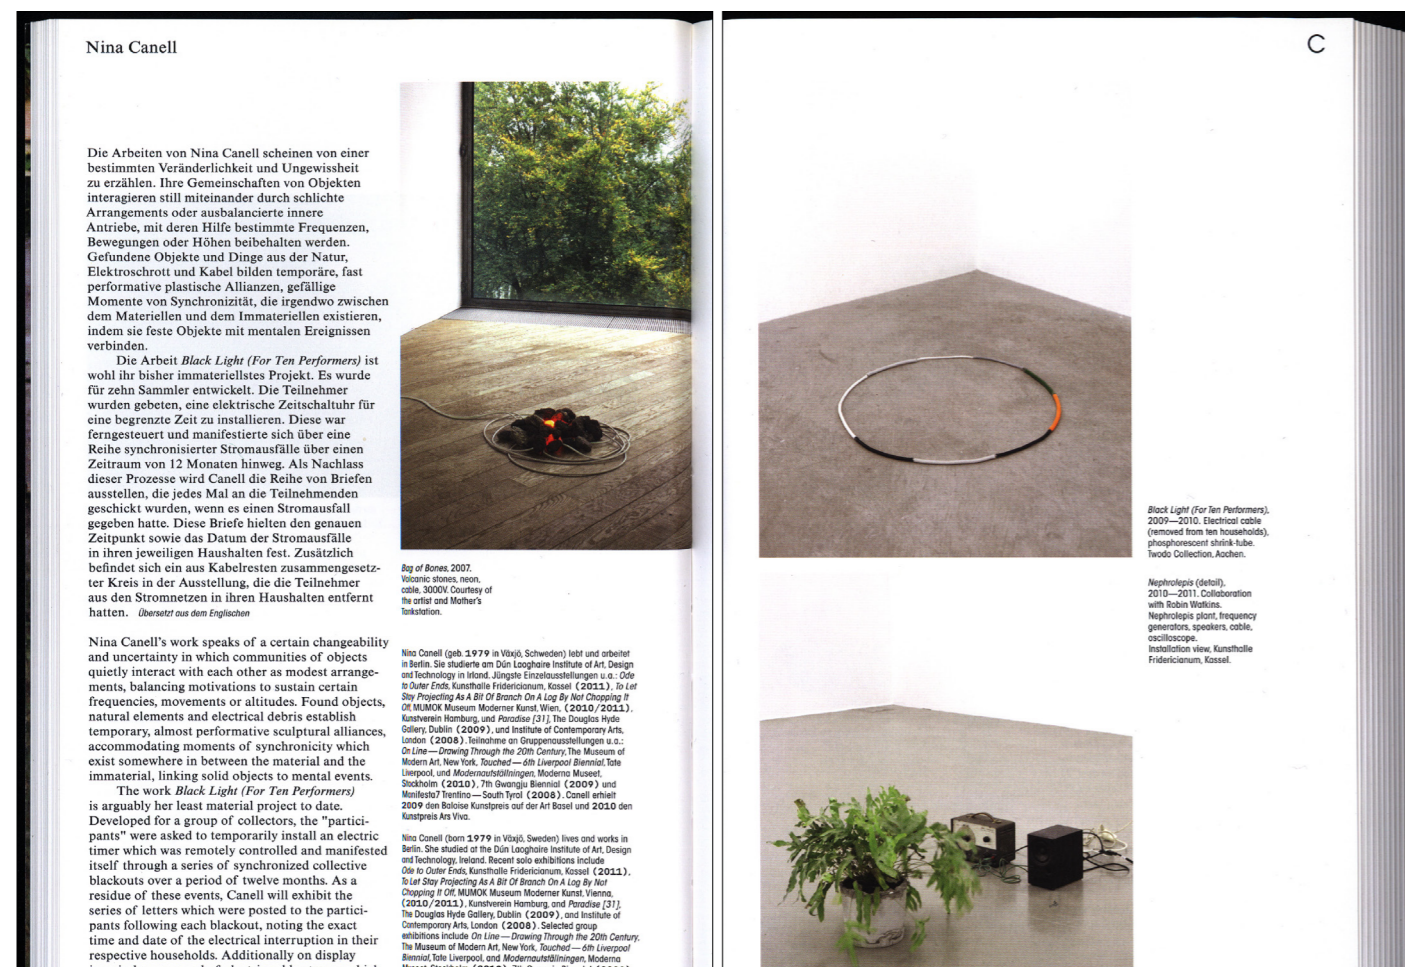 Nina Canell
Die Arbeiten von Nina Canell scheinen von einer
bestimmten Veränderlichkeit und Ungewissheit
zu erzählen. Ihre Gemeinschaften von Objekten
interagieren still miteinander durch schlichte
Arrangements oder ausbalancierte innere
Antriebe, mit deren Hilfe bestimmte Frequenzen,
Bewegungen oder Höhen beibehalten werden.
Gefundene Objekte und Dinge aus der Natur,
Elektroschrott und Kabel bilden temporäre, fast
performative plastische Allianzen, gefällige
Momente von Synchronizität, die irgendwo zwischen
dem Materiellen und dem Immateriellen existieren,
indem sie feste Objekte mit mentalen Ereignissen
verbinden.
Die Arbeit Black Light (For Ten Performers) ist
wohl ihr bisher immateriellstes Projekt. Es wurde
für zehn Sammler entwickelt. Die Teilnehmer
wurden gebeten, eine elektrische Zeitschaltuhr für
eine begrenzte Zeit zu installieren. Diese war
ferngesteuert und manifestierte sich über eine
Reihe synchronisierter Stromausfälle über einen
Zeitraum von 12 Monaten hinweg. Als Nachlass
dieser Prozesse wird Canell die Reihe von Briefen
ausstellen, die jedes Mal an die Teilnehmenden
geschickt wurden, wenn es einen Stromausfall
gegeben hatte. Diese Briefe hielten den genauen
Zeitpunkt sowie das Datum der Stromausfälle
in ihren jeweiligen Haushalten fest. Zusätzlich
befindet sich ein aus Kabelresten zusammengesetz-
ter Kreis in der Ausstellung, die die Teilnehmer
aus den Stromnetzen in ihren Haushalten entfernt
hatten. Übersetzt aus dem Englischen
Nina Canell's work speaks of a certain changeability
and uncertainty in which communities of objects
quietly interact with each other as modest arrange-
ments, balancing motivations to sustain certain
frequencies, movements or altitudes. Found objects,
natural elements and electrical debris establish
temporary, almost performative sculptural alliances,
accommodating moments of synchronicity which
exist somewhere in between the material and the
immaterial, linking solid objects to mental events.
The work Black Light (For Ten Performers)
is arguably her least material project to date.
Developed for a group of collectors, the "partici-
pants" were asked to temporarily install an electric
timer which was remotely controlled and manifested
itself through a series of synchronized collective
blackouts over a period of twelve months. As a
residue of these events, Canell will exhibit the
series of letters which were posted to the partici-
pants following each blackout, noting the exact
time and date of the electrical interruption in their
respective households. Additionally on display
Bag of Bones, 2007.
Volcanic stones, neon,
cable, 3000V. Courtesy of
the artist and Mother's
Tankstation.
Nina Canell (geb. 1979 in Växjö, Schweden) lebt und arbeitet
in Berlin. Sie studierte am Dún Laoghaire Institute of Art, Design
and Technology in Irland. Jüngste Einzelausstellungen u.a.: Ode
to Outer Ends, Kunsthalle Fridericianum, Kassel (2011), To Let
Stay Projecting As A Bit Of Branch On A Log By Not Chopping It
Off, MUMOK Museum Moderner Kunst, Wien, (2010/2011),
Kunstverein Hamburg, und Paradise [31], The Douglas Hyde
Gallery, Dublin (2009), und Institute of Contemporary Arts,
London (2008). Teilnahme an Gruppenausstellungen u.a.:
On Line—Drawing Through the 20th Century, The Museum of
Modern Art, New York, Touched—6th Liverpool Biennial, Tate
Liverpool, und Modernautställningen, Moderna Museet,
Stockholm (2010), 7th Gwangju Biennial (2009) und
Manifesta7 Trentino—South Tyrol (2008). Canell erhielt
2009 den Baloise Kunstpreis auf der Art Basel und 2010 den
Kunstpreis Ars Viva.
Nina Canell (born 1979 in Växjö, Sweden) lives and works in
Berlin. She studied at the Dún Laoghaire Institute of Art, Design
and Technology, Ireland. Recent solo exhibitions include
Ode to Outer Ends, Kunsthalle Fridericianum, Kassel (2011),
To Let Stay Projecting As A Bit Of Branch On A Log By Not
Chopping It Off, MUMOK Museum Moderner Kunst, Vienna,
(2010/2011), Kunstverein Hamburg, and Paradise [31],
The Douglas Hyde Gallery, Dublin (2009), and Institute of
Contemporary Arts, London (2008). Selected group
exhibitions include On Line—Drawing Through the 20th Century,
The Museum of Modern Art, New York, Touched—6th Liverpool
Biennial, Tate Liverpool, and Modernautställningen, Moderna
C
Black Light (For Ten Performers),
2009—2010. Electrical cable
(removed from ten households),
phosphorescent shrink-tube.
Twodo Collection, Aachen.
Nephrolepis (detail),
2010—2011. Collaboration
with Robin Watkins.
Nephrolepis plant, frequency
generators, speakers, cable,
oscilloscope.
Installation view, Kunsthalle
Fridericianum, Kassel.